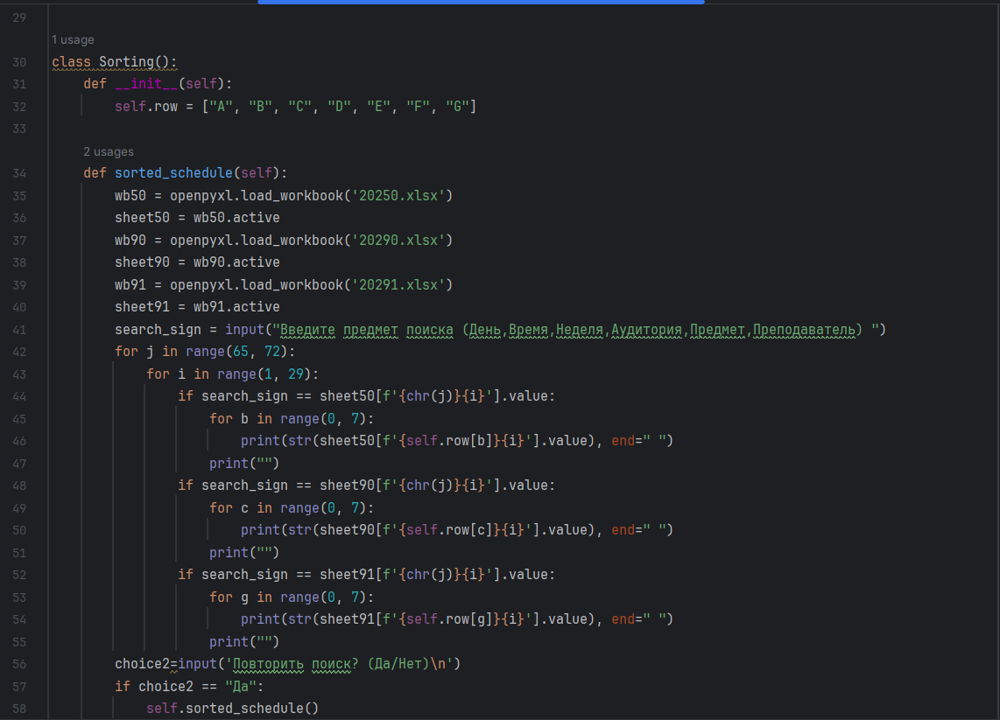 29
1 usage
30 class Sorting():
31     def __init__(self):
32         self.row = ["A", "B", "C", "D", "E", "F", "G"]
33
2 usages
34     def sorted_schedule(self):
35         wb50 = openpyxl.load_workbook('20250.xlsx')
36         sheet50 = wb50.active
37         wb90 = openpyxl.load_workbook('20290.xlsx')
38         sheet90 = wb90.active
39         wb91 = openpyxl.load_workbook('20291.xlsx')
40         sheet91 = wb91.active
41         search_sign = input("Введите предмет поиска (День,Время,Неделя,Аудитория,Предмет,Преподаватель) ")
42         for j in range(65, 72):
43             for i in range(1, 29):
44                 if search_sign == sheet50[f'{chr(j)}{i}'].value:
45                     for b in range(0, 7):
46                         print(str(sheet50[f'{self.row[b]}{i}'].value), end=" ")
47                     print("")
48                 if search_sign == sheet90[f'{chr(j)}{i}'].value:
49                     for c in range(0, 7):
50                         print(str(sheet90[f'{self.row[c]}{i}'].value), end=" ")
51                     print("")
52                 if search_sign == sheet91[f'{chr(j)}{i}'].value:
53                     for g in range(0, 7):
54                         print(str(sheet91[f'{self.row[g]}{i}'].value), end=" ")
55                     print("")
56         choice2=input('Повторить поиск? (Да/Нет)\n')
57         if choice2 == "Да":
58             self.sorted_schedule()